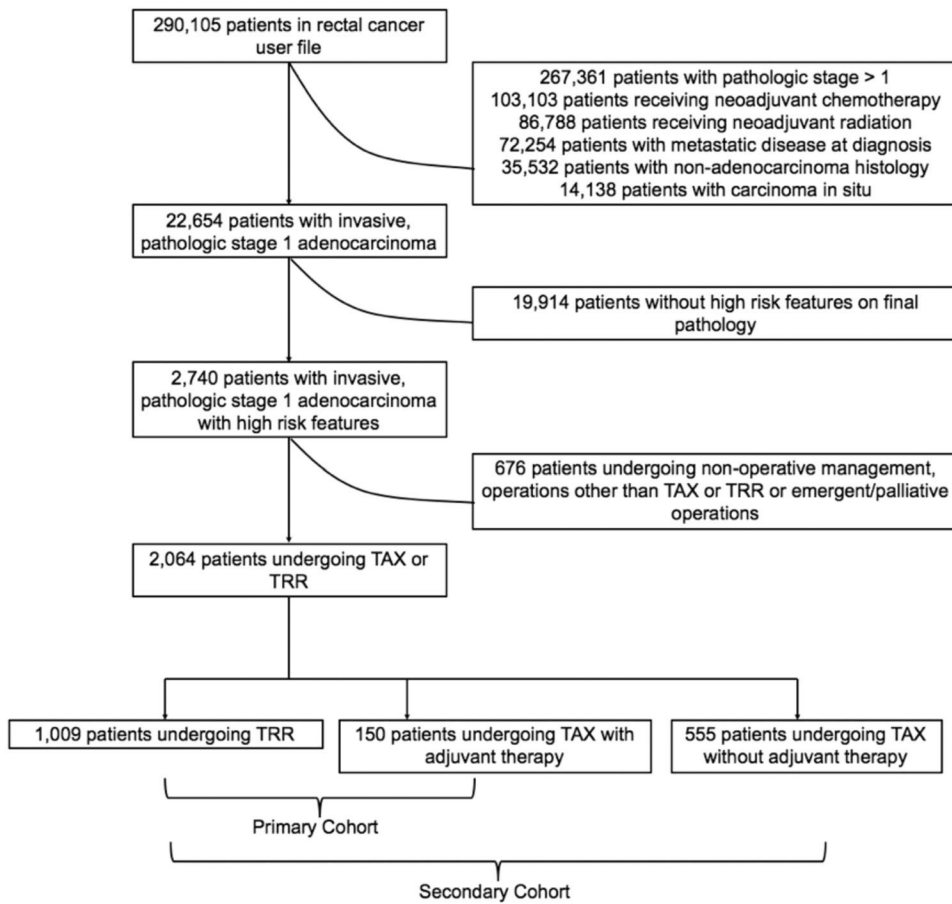 290,105 patients in rectal cancer
user file
267,361 patients with pathologic stage > 1
103,103 patients receiving neoadjuvant chemotherapy
86,788 patients receiving neoadjuvant radiation
72,254 patients with metastatic disease at diagnosis
35,532 patients with non-adenocarcinoma histology
14,138 patients with carcinoma in situ
22,654 patients with invasive,
pathologic stage 1 adenocarcinoma
19,914 patients without high risk features on final
pathology
2,740 patients with invasive,
pathologic stage 1 adenocarcinoma
with high risk features
676 patients undergoing non-operative management,
operations other than TAX or TRR or emergent/palliative
operations
2,064 patients undergoing TAX or
TRR
1,009 patients undergoing TRR
150 patients undergoing TAX with
adjuvant therapy
555 patients undergoing TAX
without adjuvant therapy
Primary Cohort
Secondary Cohort